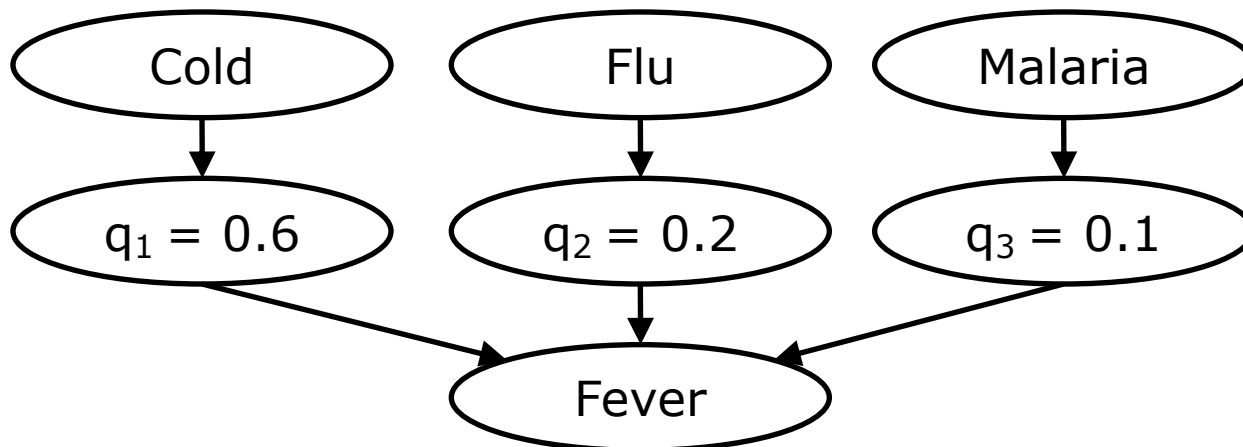 Cold
Flu
Malaria
q₁ = 0.6
q₂ = 0.2
q₃ = 0.1
Fever